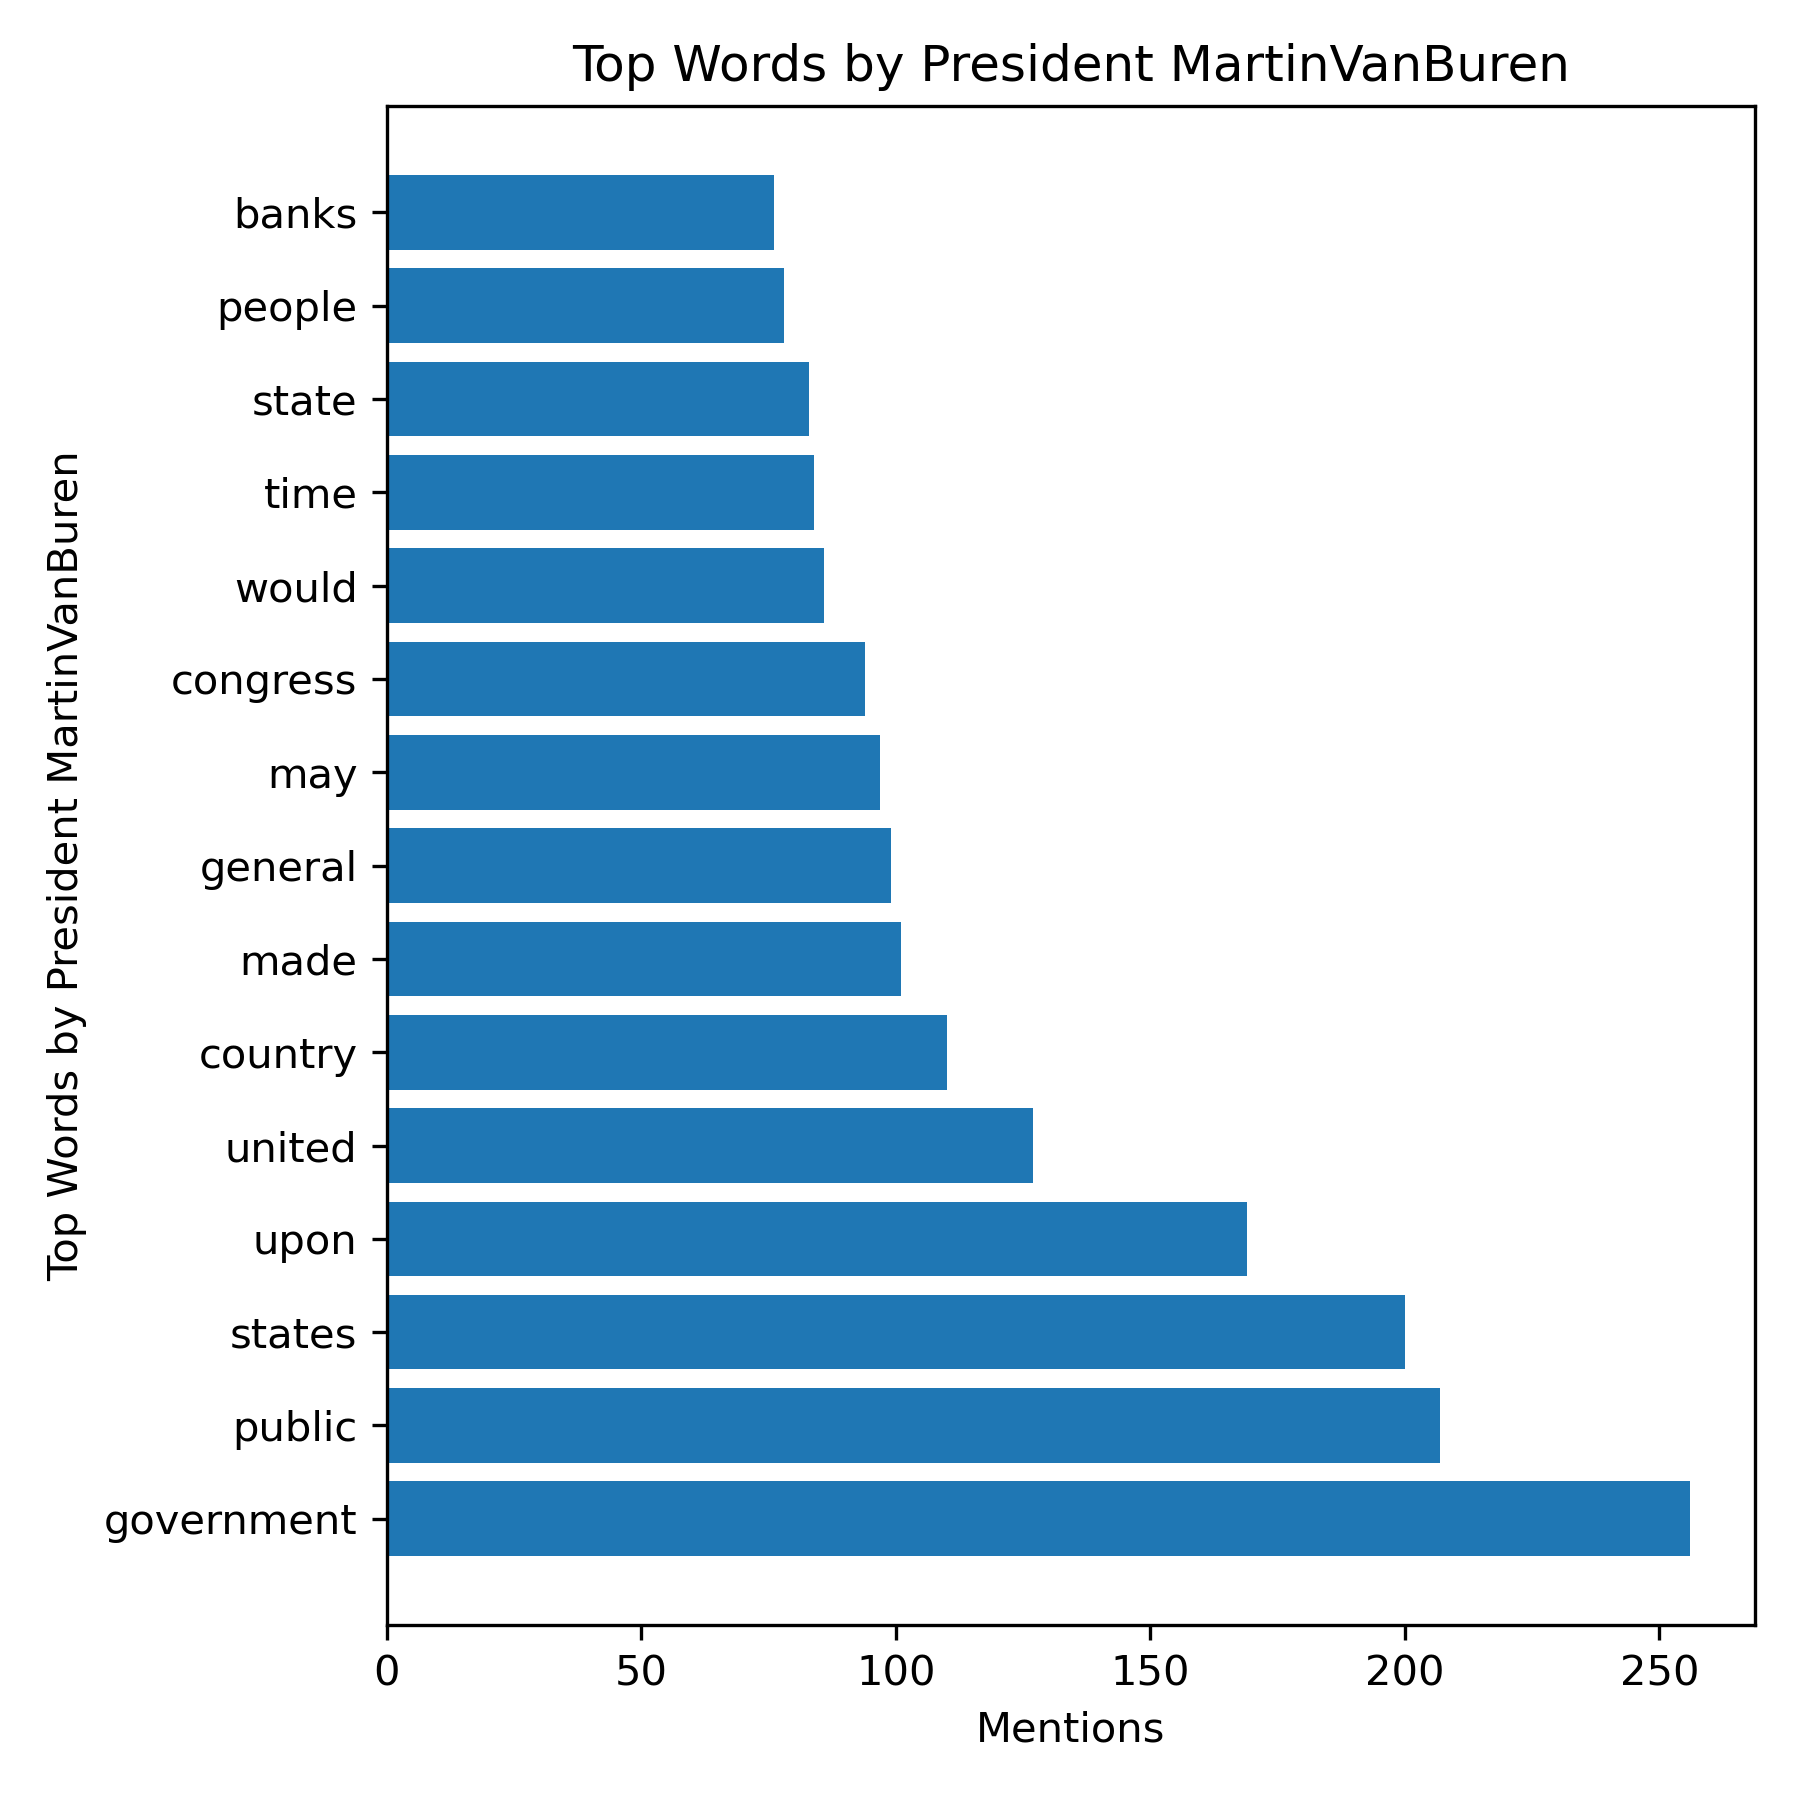 Top Words by President MartinVanBuren
Top Words by President MartinVanBuren
banks
people
state
time
would
congress
may
general
made
country
united
upon
states
public
government
0 50 100 150 200 250
Mentions